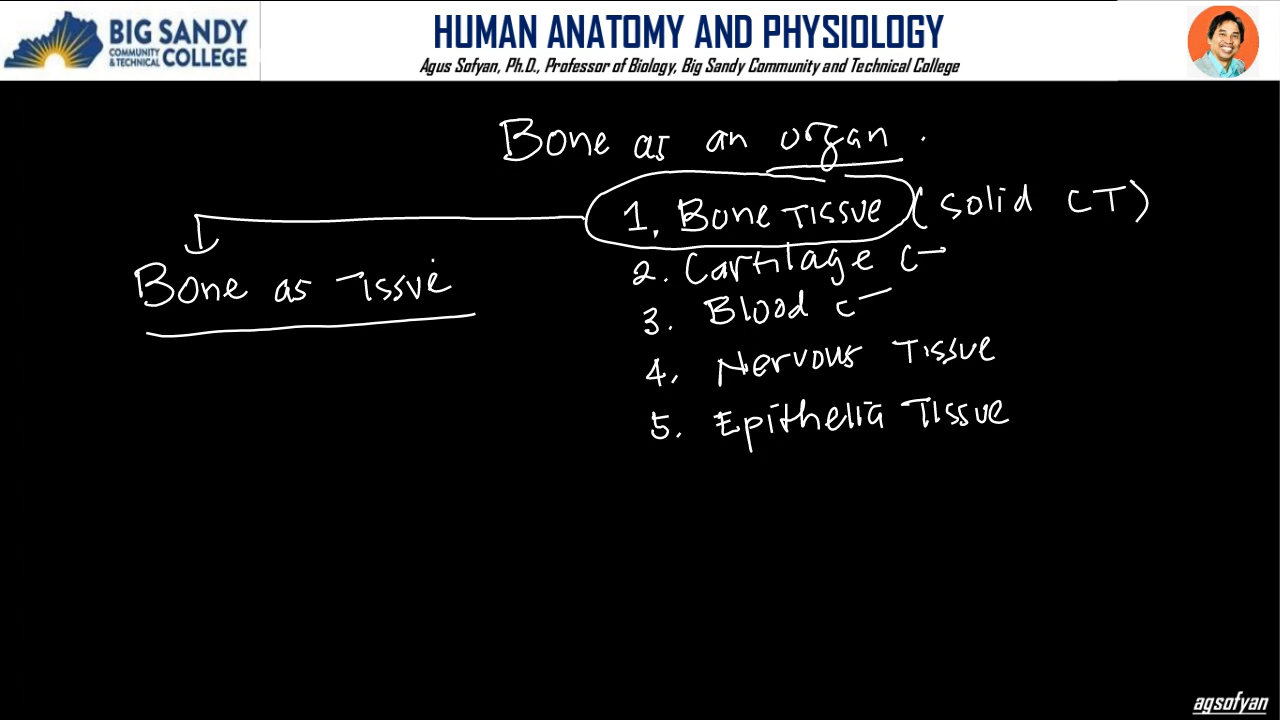 BIG SANDY
COMMUNITY & TECHNICAL COLLEGE
HUMAN ANATOMY AND PHYSIOLOGY
Agus Sofyan, Ph.D., Professor of Biology, Big Sandy Community and Technical College
Bone as an organ.
1. Bone Tissue (solid CT)
2. Cartilage CT
3. Blood CT
Bone as Tissue
4. Nervous Tissue
5. Epithelia Tissue
agsofyan